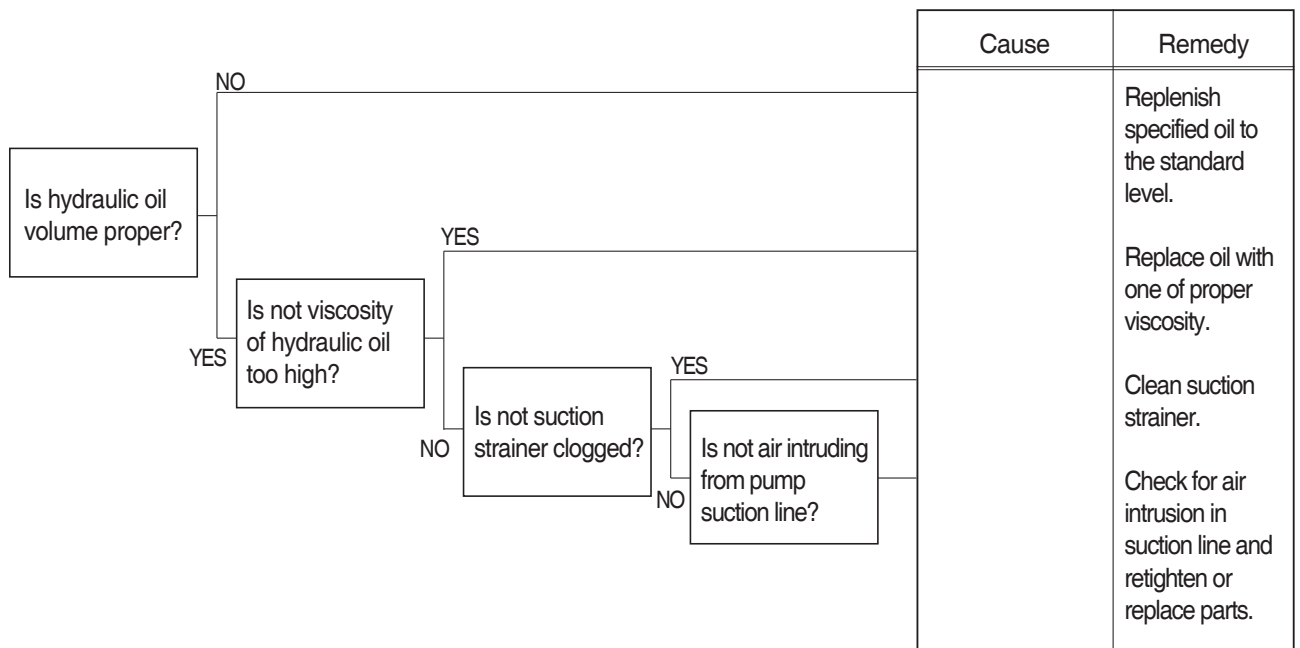 Cause
Remedy
NO
Is hydraulic oil
volume proper?
YES
Is not viscosity
of hydraulic oil
too high?
YES
NO
Is not suction
strainer clogged?
YES
NO
Is not air intruding
from pump
suction line?
Replenish
specified oil to
the standard
level.
Replace oil with
one of proper
viscosity.
Clean suction
strainer.
Check for air
intrusion in
suction line and
retighten or
replace parts.